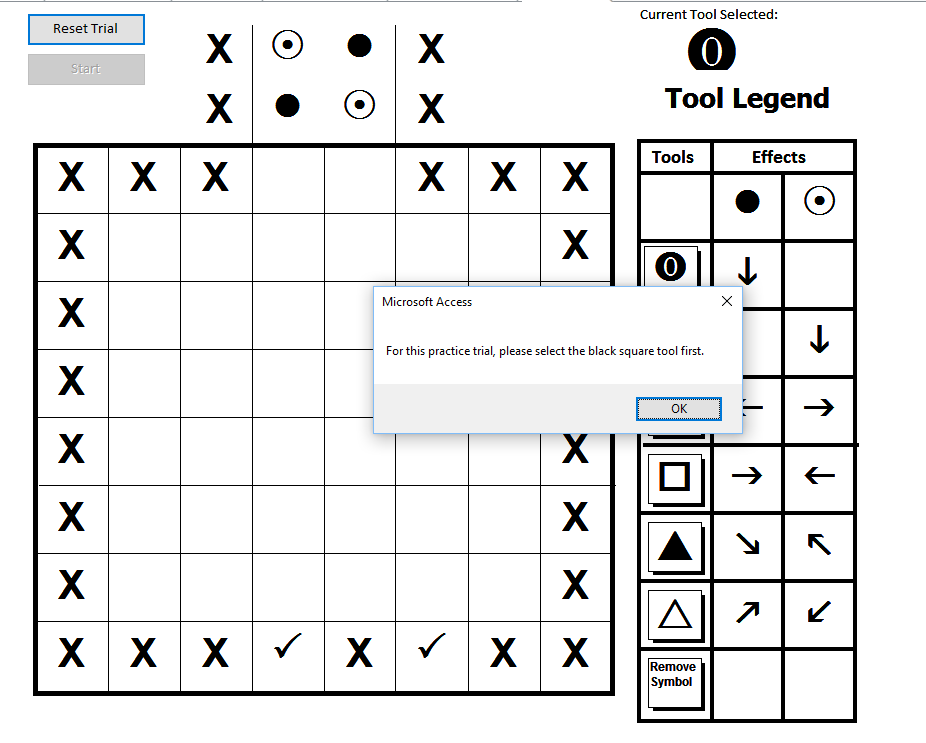 Reset Trial
Start
Current Tool Selected:
0
Tool Legend
X X
X X
X X X X X X
X X
X
X
X X
X X
X X
X X X ✓ X ✓ X X
Tools Effects
0
Microsoft Access
For this practice trial, please select the black square tool first.
OK
Remove
Symbol